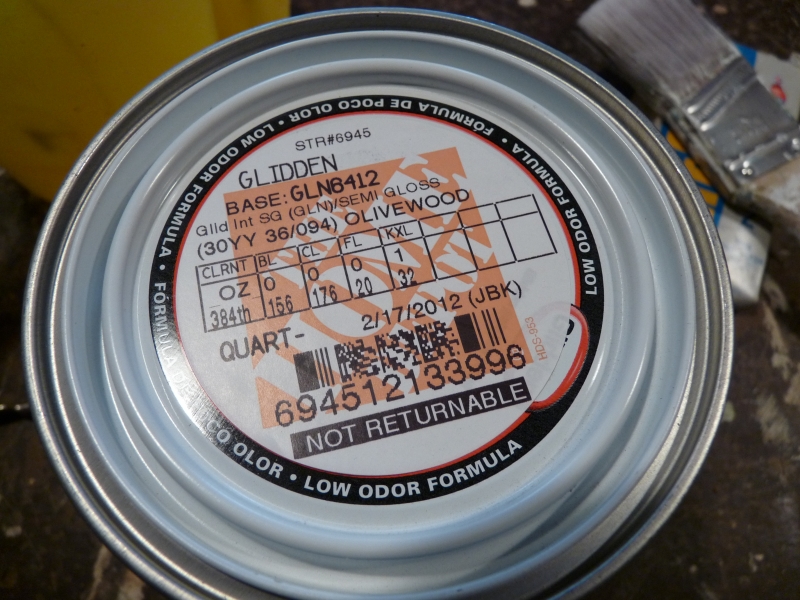 STR#6945
GLIDDEN
BASE:GLN8412
Glld Int SG (GLN)/SEMI GLOSS
(30YY 36/094) OLIVEWOOD
CLRNT BL CL FL KXL
OZ 0 0 0 1
384th 156 176 20 32
QUART- 2/17/2012 (JBK)
694512133996
NOT RETURNABLE
HDS-953
LOW ODOR FORMULA • FÓRMULA DE POCO OLOR • LOW ODOR FORMULA • FÓRMULA DE POCO OLOR • LOW ODOR FORMULA